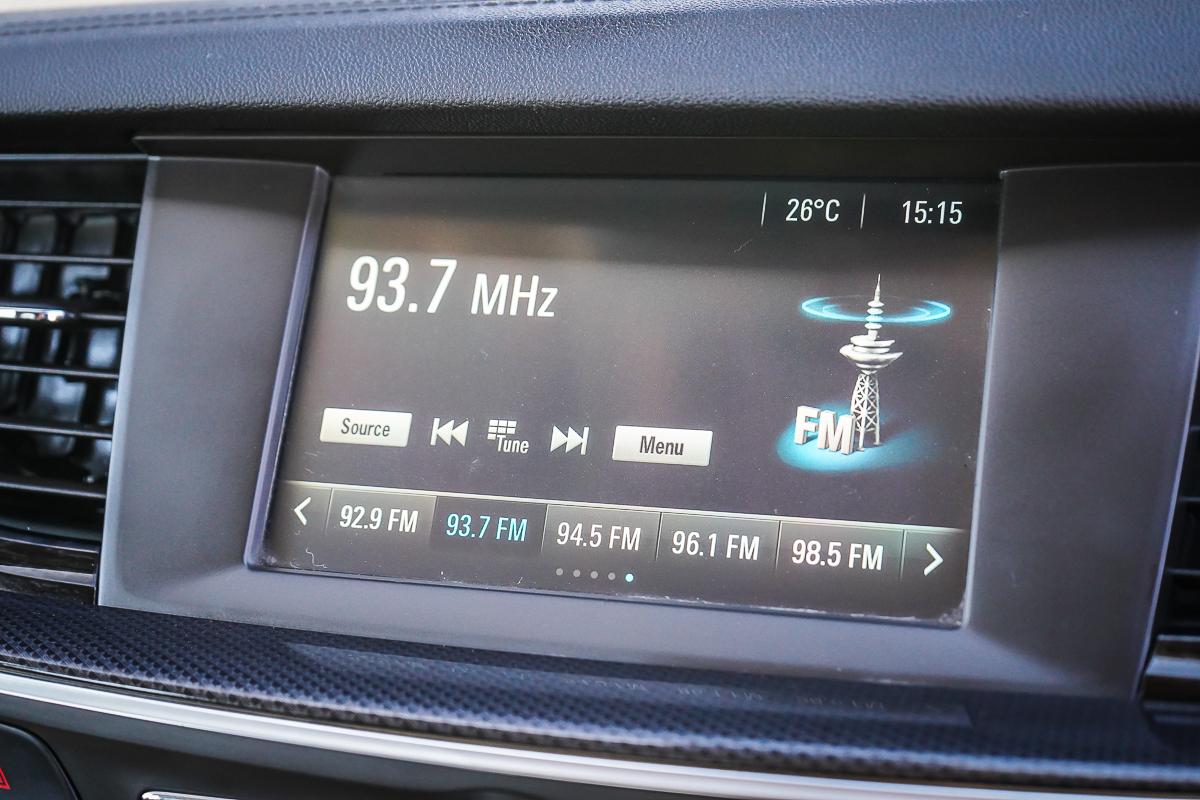 26°C 15:15
93.7 MHz
FM
Source Tune Menu
92.9 FM 93.7 FM 94.5 FM 96.1 FM 98.5 FM